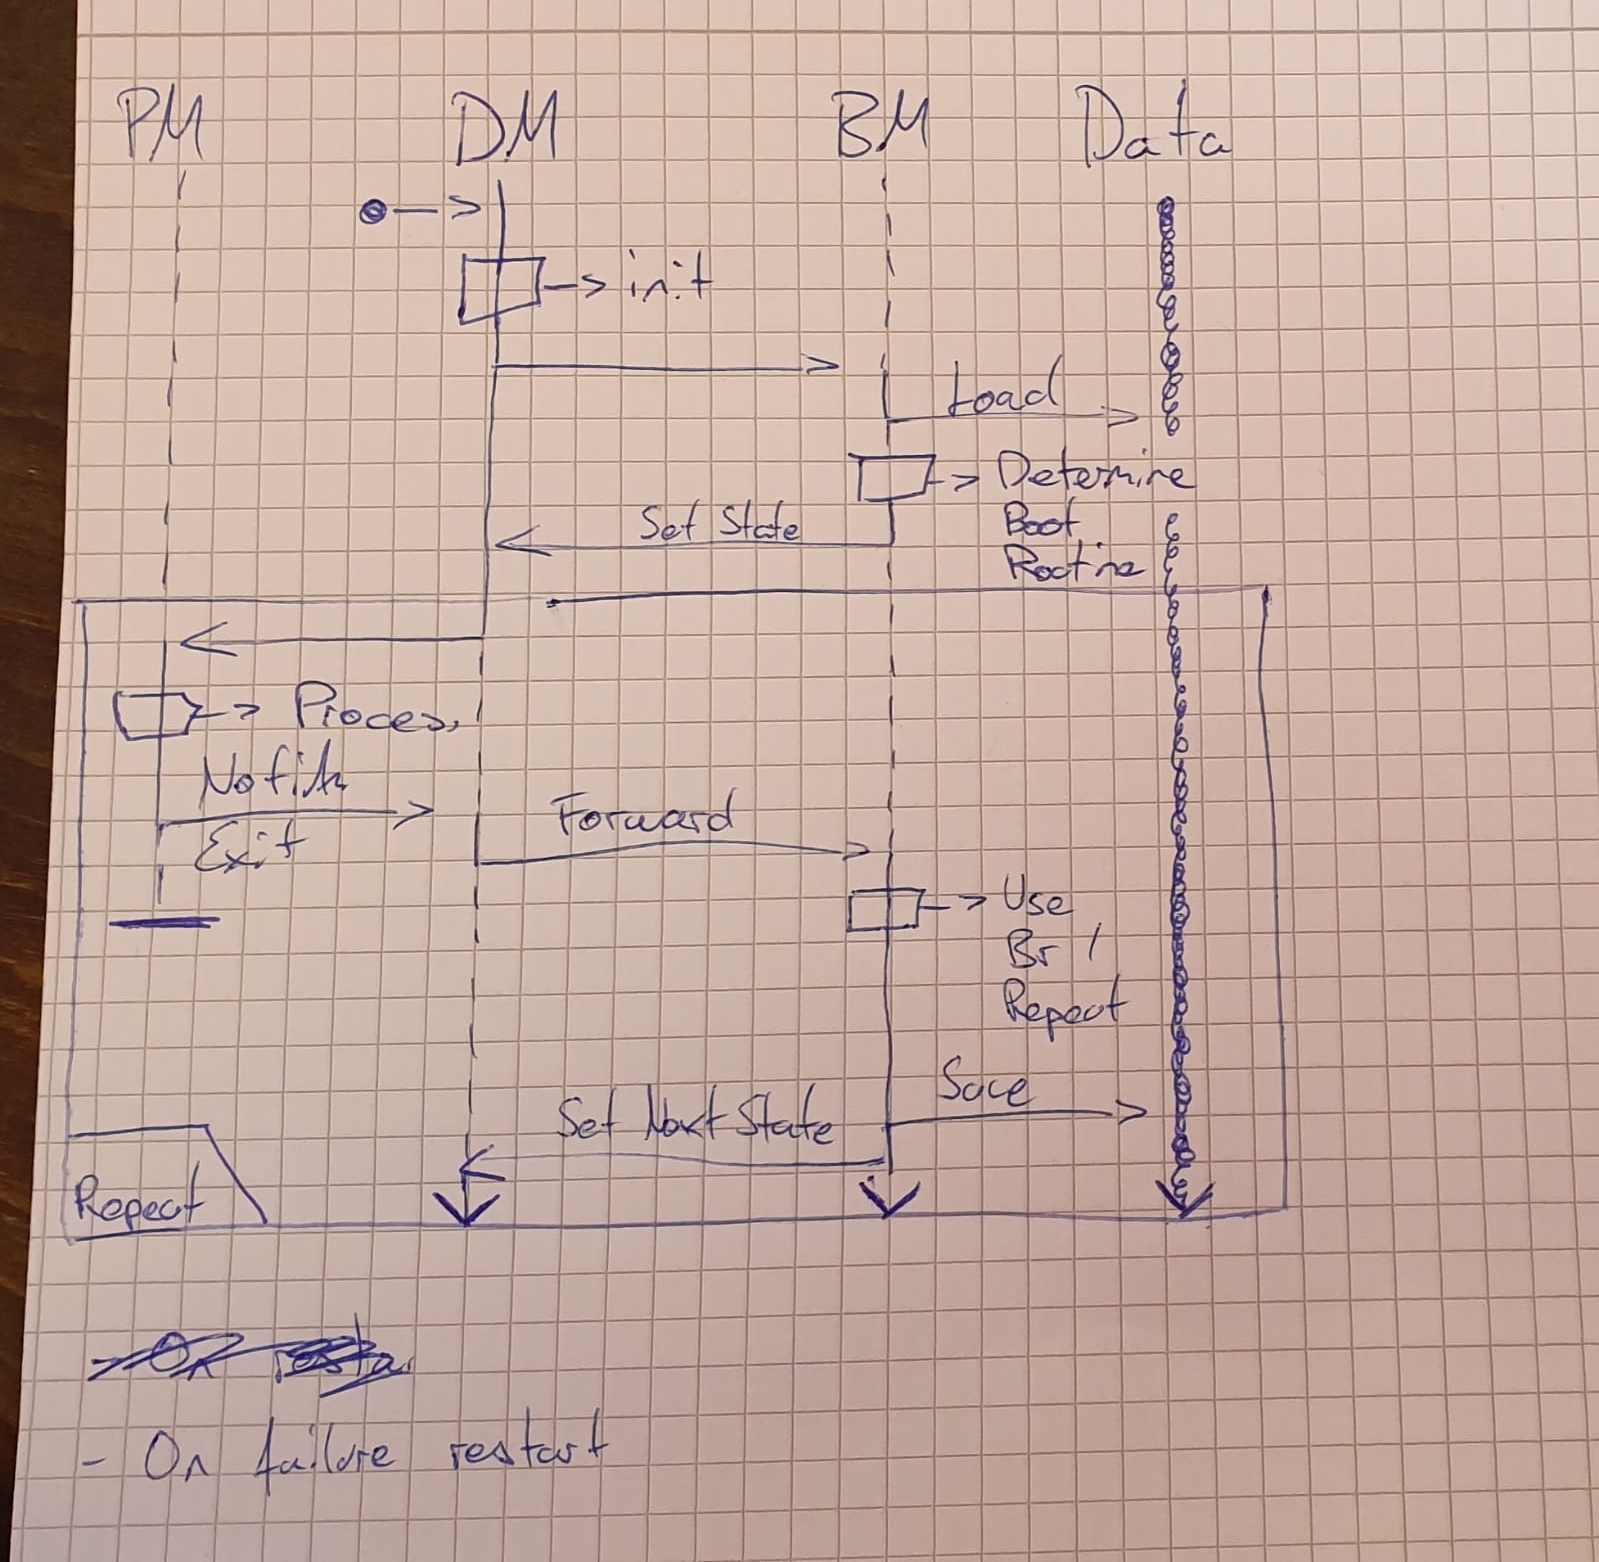 PM DM BM Data
init
Load
Determine
Boot
Routine
Set State
Process
Notify
Exit
Forward
Use
Br /
Repeat
Save
Set Next State
Repeat
- On failure restart